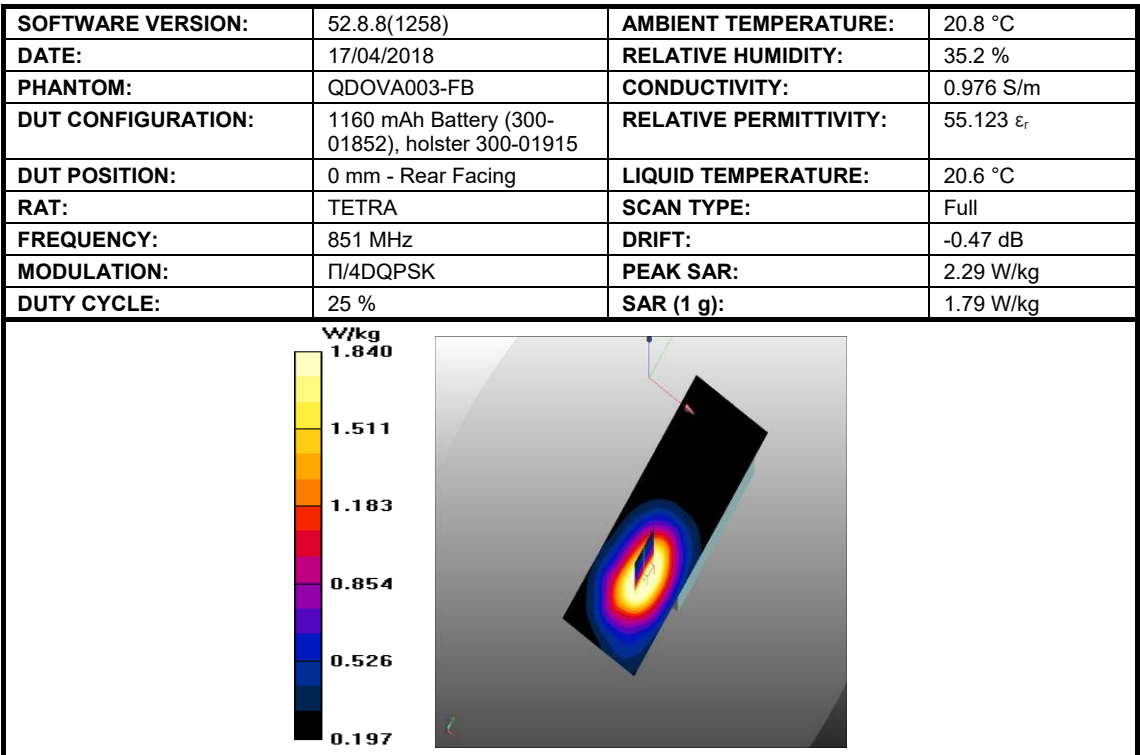 SOFTWARE VERSION: 52.8.8(1258) AMBIENT TEMPERATURE: 20.8 °C
DATE: 17/04/2018 RELATIVE HUMIDITY: 35.2 %
PHANTOM: QDOVA003-FB CONDUCTIVITY: 0.976 S/m
DUT CONFIGURATION: 1160 mAh Battery (300- RELATIVE PERMITTIVITY: 55.123 εr
01852), holster 300-01915
DUT POSITION: 0 mm - Rear Facing LIQUID TEMPERATURE: 20.6 °C
RAT: TETRA SCAN TYPE: Full
FREQUENCY: 851 MHz DRIFT: -0.47 dB
MODULATION: Π/4DQPSK PEAK SAR: 2.29 W/kg
DUTY CYCLE: 25 % SAR (1 g): 1.79 W/kg
W/kg
1.840
1.511
1.183
0.854
0.526
0.197